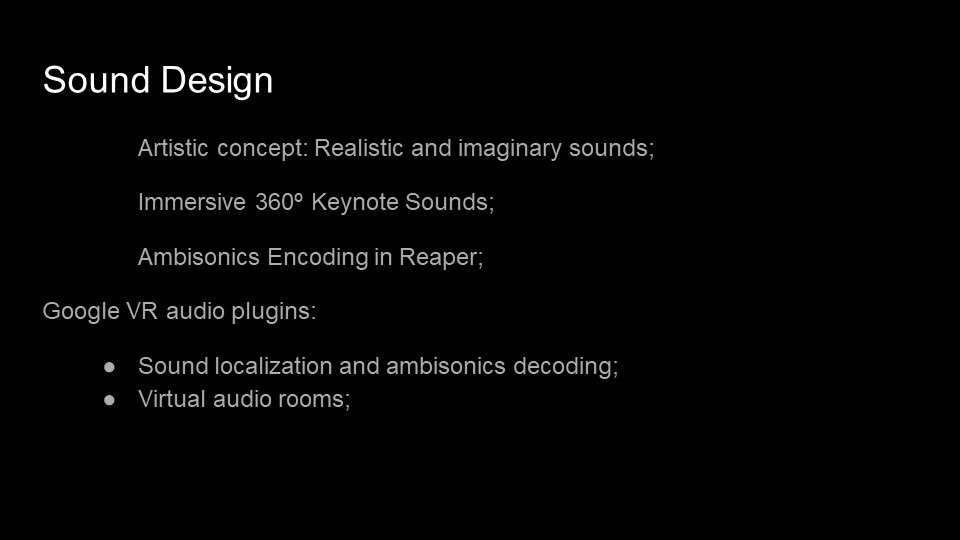 Sound Design
Artistic concept: Realistic and imaginary sounds;
Immersive 360º Keynote Sounds;
Ambisonics Encoding in Reaper;
Google VR audio plugins:
● Sound localization and ambisonics decoding;
● Virtual audio rooms;